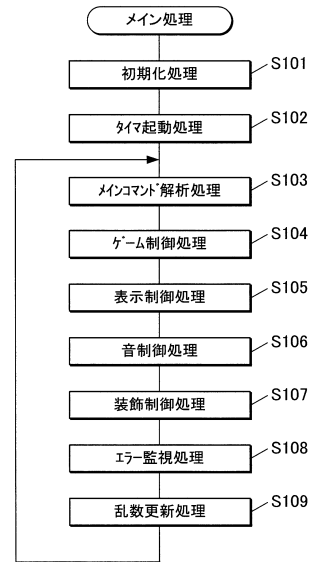 メイン処理
初期化処理
S101
ﾀｲﾏ起動処理
S102
ﾒｲﾝｺﾏﾝﾄﾞ解析処理
S103
ｹﾞｰﾑ制御処理
S104
表示制御処理
S105
音制御処理
S106
装飾制御処理
S107
ｴﾗｰ監視処理
S108
乱数更新処理
S109